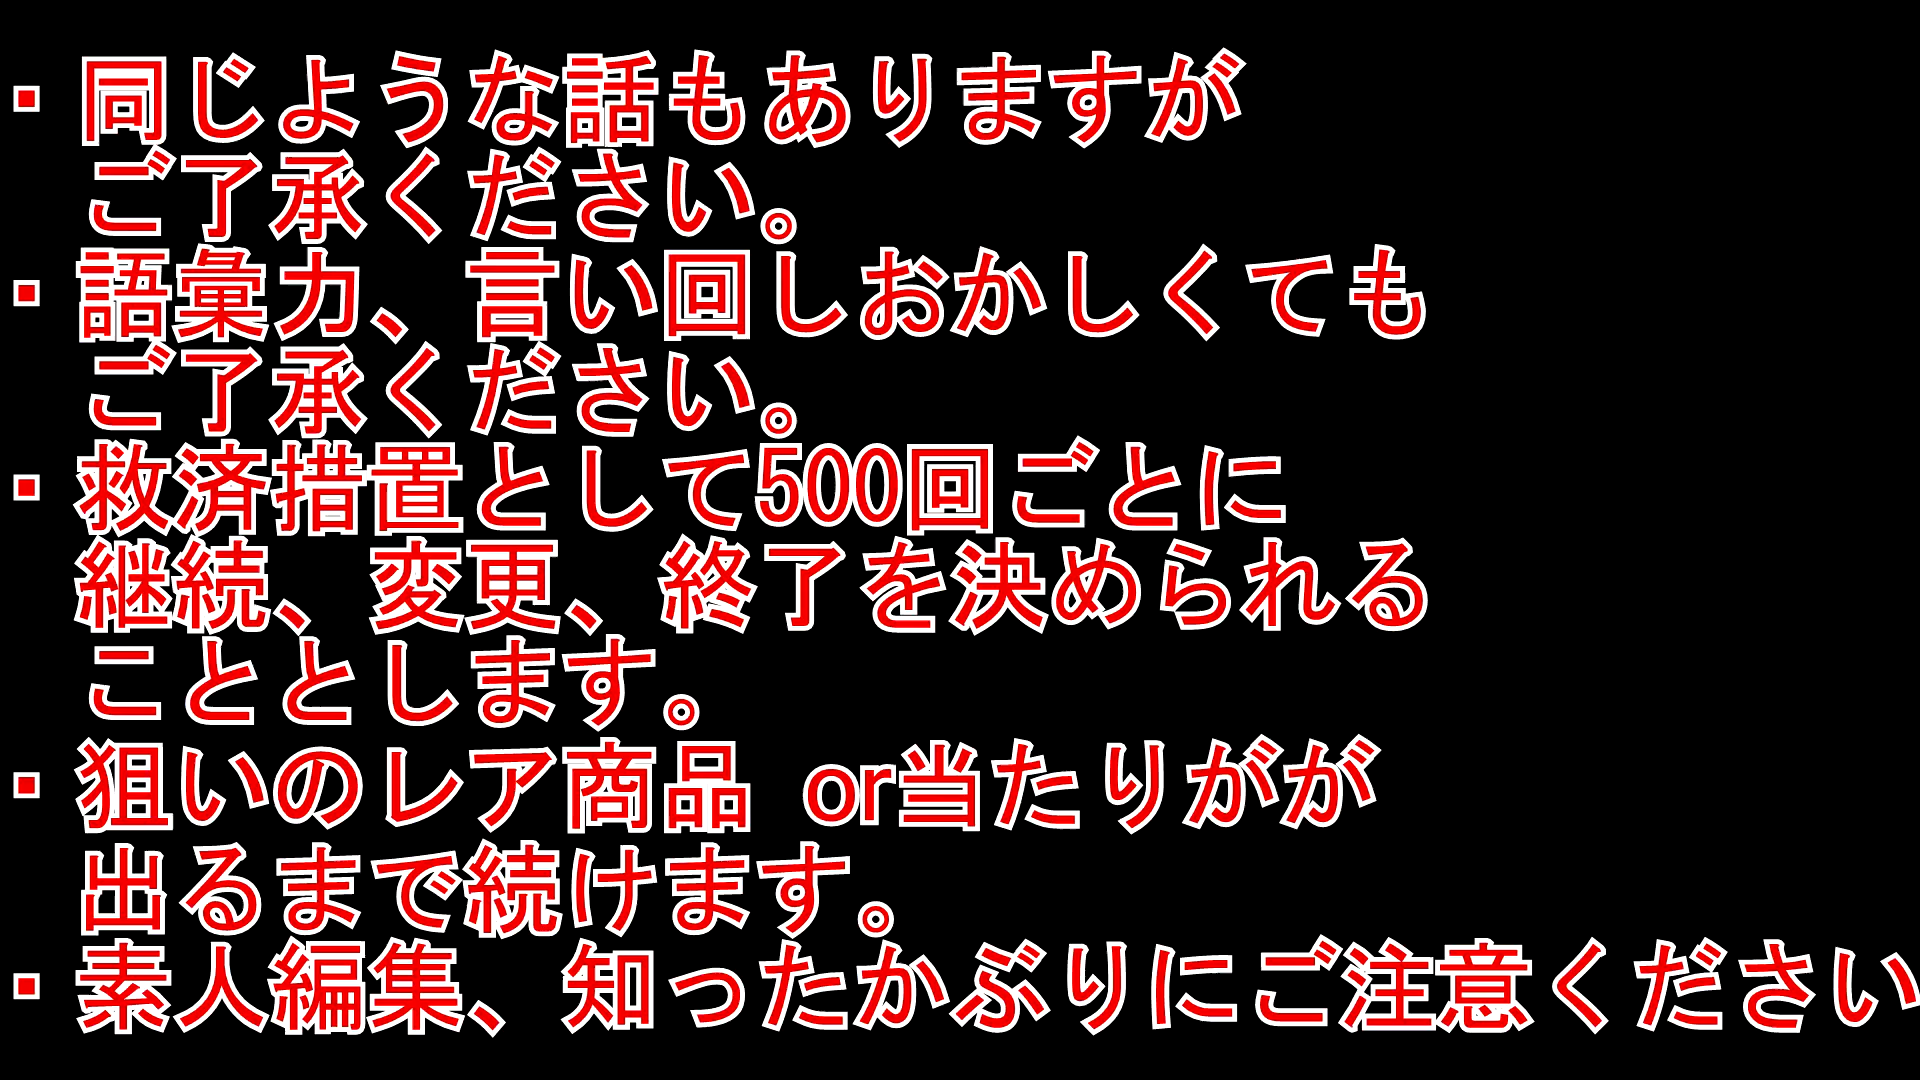 ・同じような話もありますが
ご了承ください。
・語彙力、言い回しおかしくても
ご了承ください。
・救済措置として500回ごとに
継続、変更、終了を決められる
こととします。
・狙いのレア商品 or当たりがが
出るまで続けます。
・素人編集、知ったかぶりにご注意ください